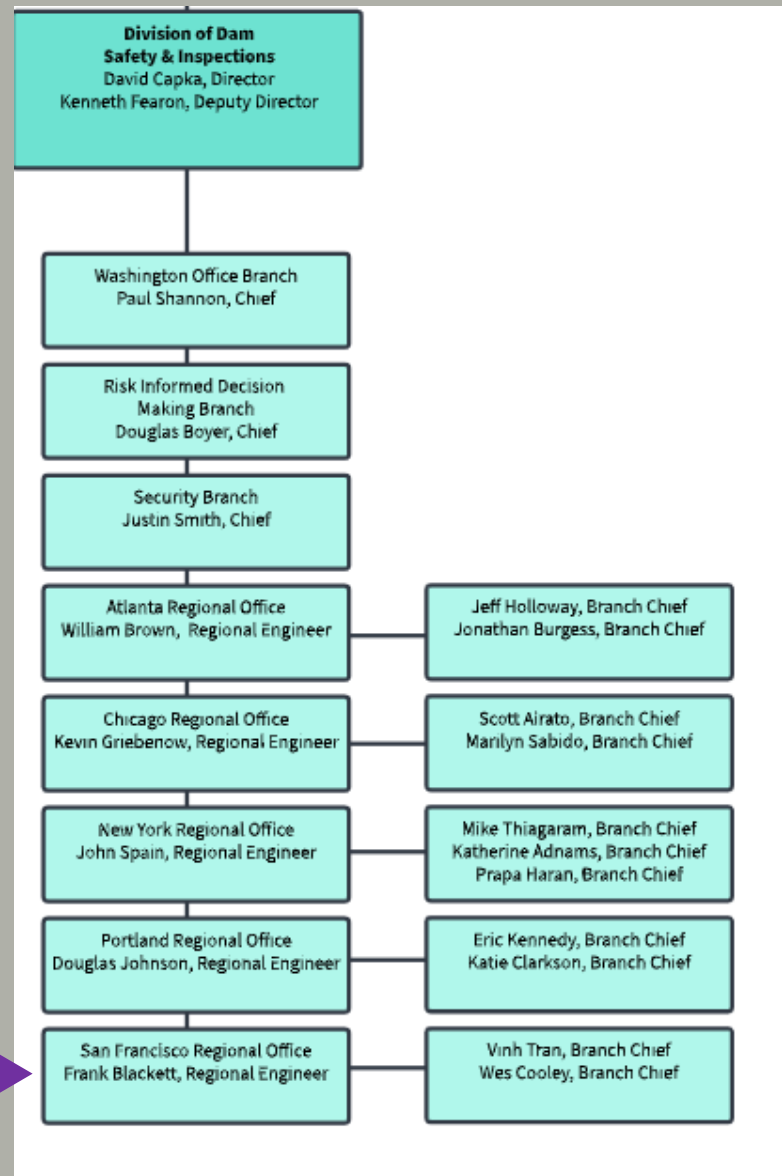 Division of Dam
Safety & Inspections
David Capka, Director
Kenneth Fearon, Deputy Director
Washington Office Branch
Paul Shannon, Chief
Risk Informed Decision
Making Branch
Douglas Boyer, Chief
Security Branch
Justin Smith, Chief
Atlanta Regional Office
William Brown, Regional Engineer
Jeff Holloway, Branch Chief
Jonathan Burgess, Branch Chief
Chicago Regional Office
Kevin Griebenow, Regional Engineer
Scott Airato, Branch Chief
Marilyn Sabido, Branch Chief
New York Regional Office
John Spain, Regional Engineer
Mike Thiagaram, Branch Chief
Katherine Adnams, Branch Chief
Prapa Haran, Branch Chief
Portland Regional Office
Douglas Johnson, Regional Engineer
Eric Kennedy, Branch Chief
Katie Clarkson, Branch Chief
San Francisco Regional Office
Frank Blackett, Regional Engineer
Vinh Tran, Branch Chief
Wes Cooley, Branch Chief